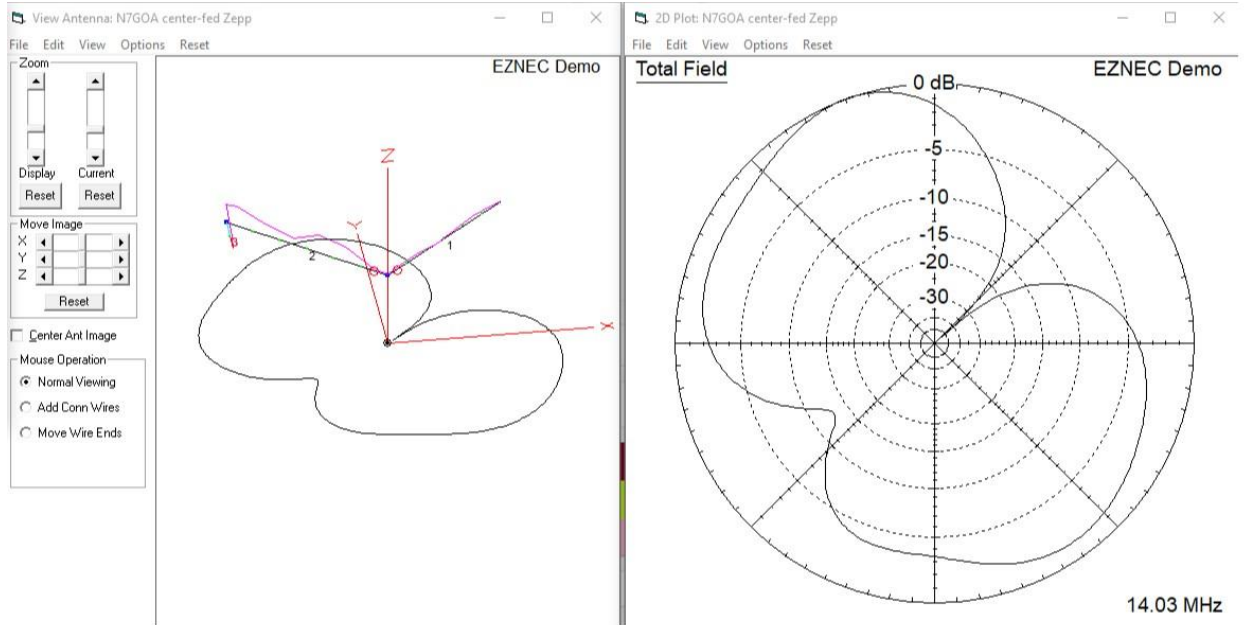 View Antenna: N7GOA center-fed Zepp
File Edit View Options Reset
Zoom
Display Current
Reset Reset
Move Image
X
Y
Z
Reset
Center Ant Image
Mouse Operation
Normal Viewing
Add Conn Wires
Move Wire Ends
EZNEC Demo
Z
Y
1
2
X
2D Plot: N7GOA center-fed Zepp
File Edit View Options Reset
Total Field
EZNEC Demo
0 dB
-5
-10
-15
-20
-30
14.03 MHz